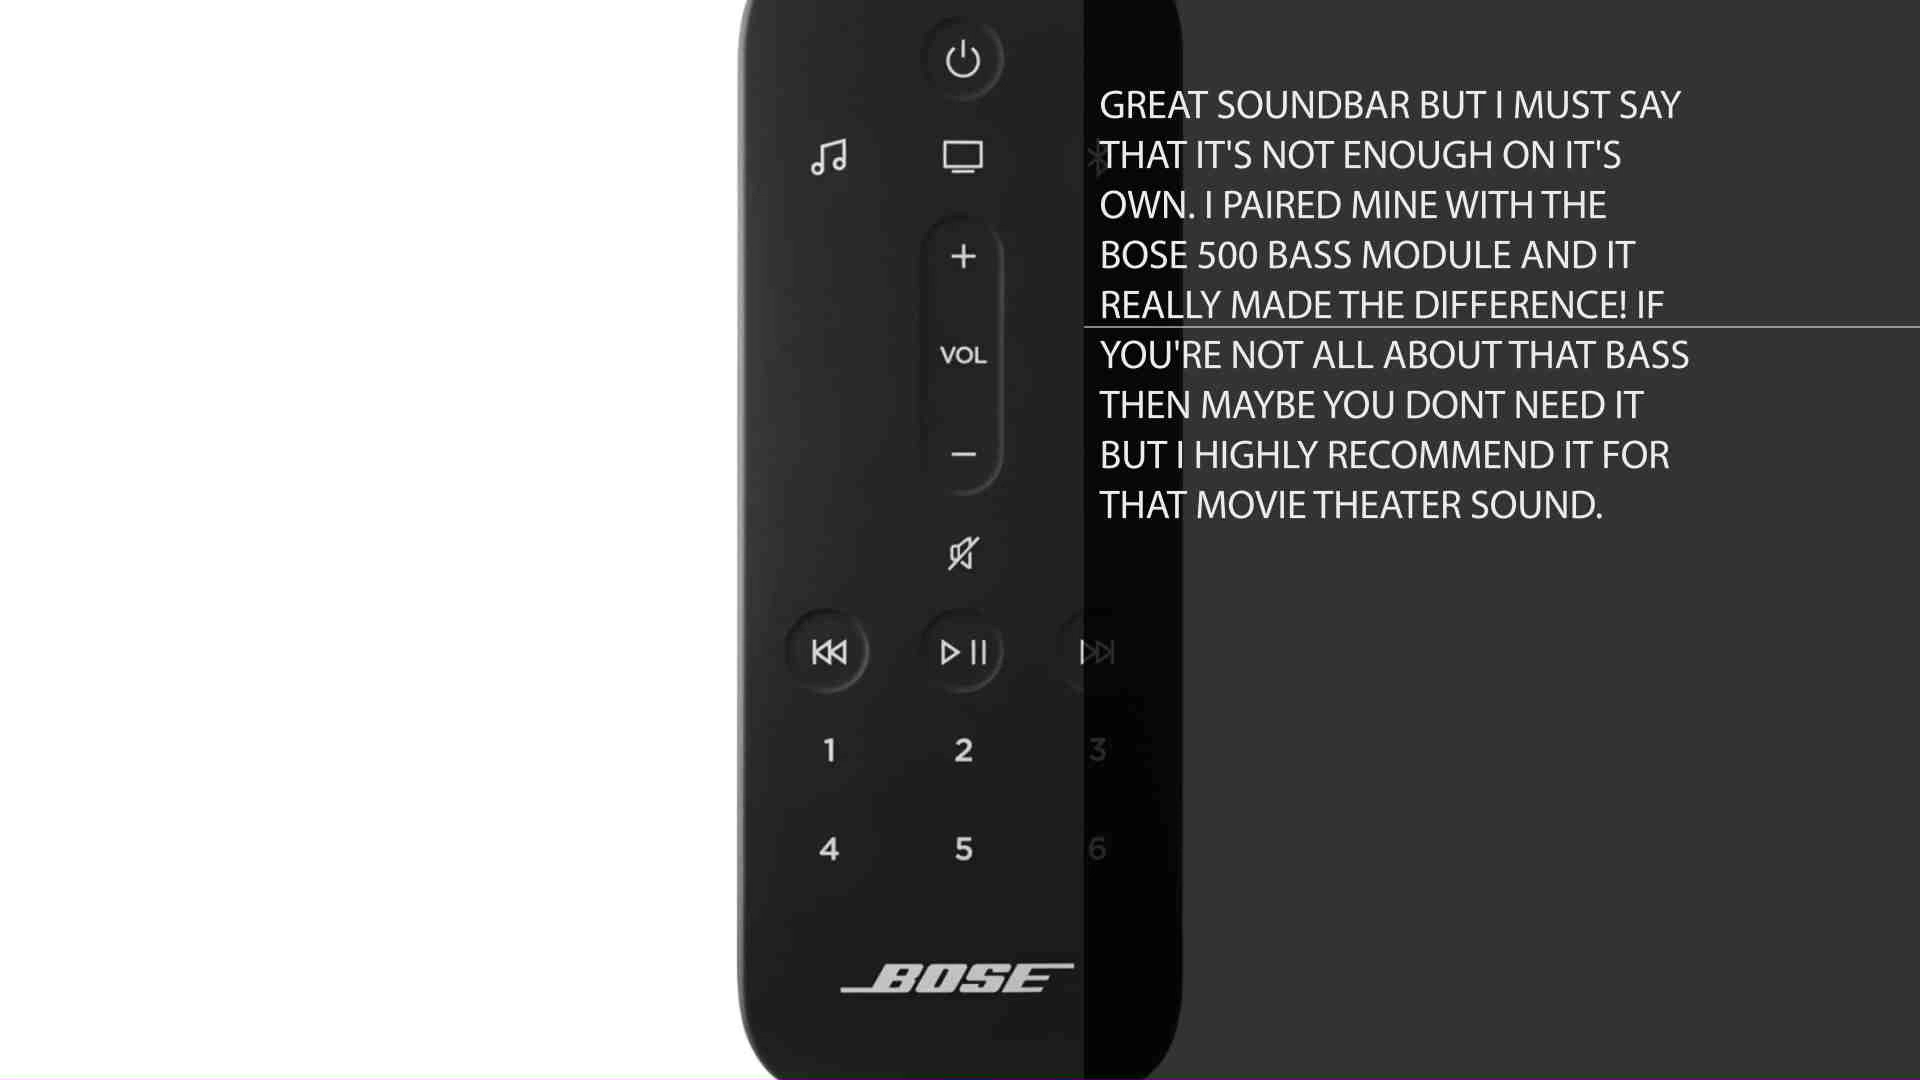 GREAT SOUNDBAR BUT I MUST SAY
THAT IT'S NOT ENOUGH ON IT'S
OWN. I PAIRED MINE WITH THE
BOSE 500 BASS MODULE AND IT
REALLY MADE THE DIFFERENCE! IF
YOU'RE NOT ALL ABOUT THAT BASS
THEN MAYBE YOU DONT NEED IT
BUT I HIGHLY RECOMMEND IT FOR
THAT MOVIE THEATER SOUND.
VOL
1 2 3
4 5 6
BOSE